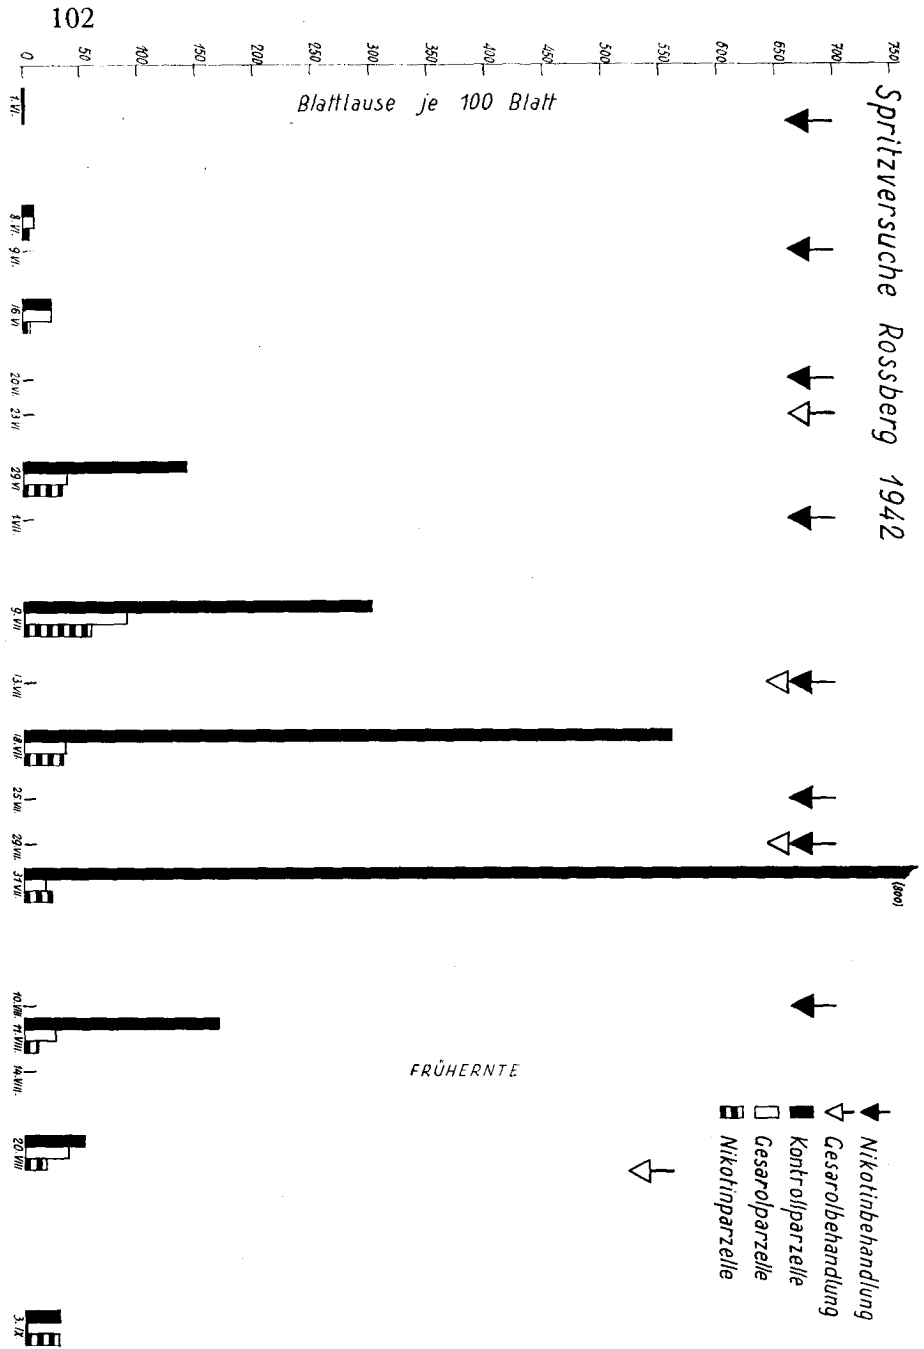 102
Spritzversuche Rossberg 1942
Blattlause je 100 Blatt
0
50
100
150
200
250
300
350
400
450
500
550
600
650
700
750
1.VI.
8.VI.
9.VI.
16.VI
20.VI.
23.VI
29.VI
1.VII.
9.VII
13.VII
18.VII.
25.VII.
29.VII.
31.VII.
10.VIII.
11.VIII.
14.VIII.
20.VIII
3.IX
(800)
FRÜHERNTE
Nikotinbehandlung
Gesarolbehandlung
Kontrollparzelle
Gesarolparzelle
Nikotinparzelle